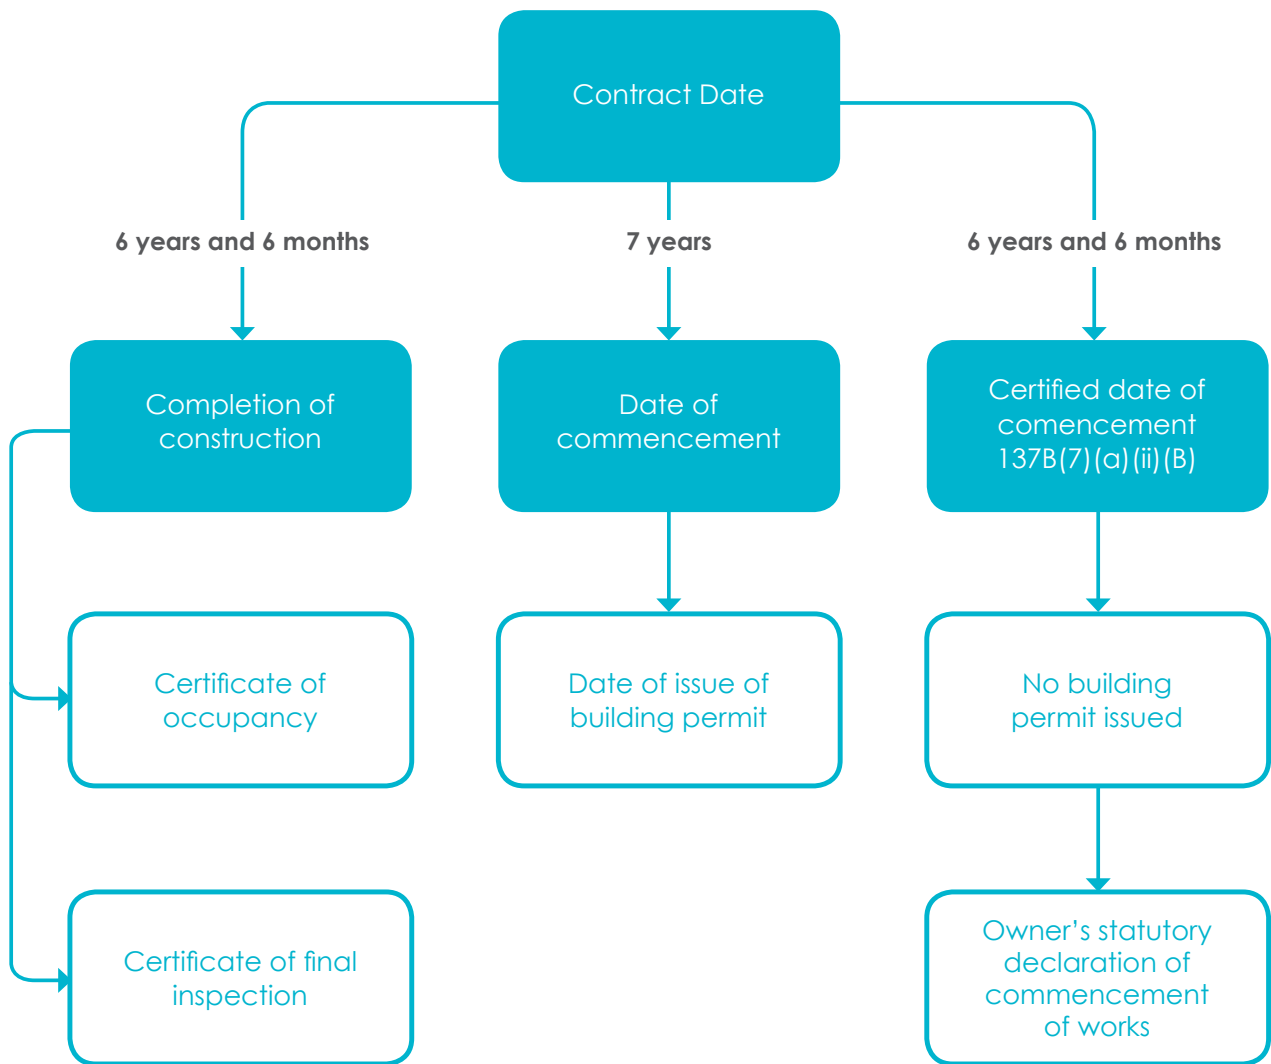 Contract Date
6 years and 6 months
7 years
6 years and 6 months
Completion of
construction
Date of
commencement
Certified date of
comencement
137B(7)(a)(ii)(B)
Certificate of
occupancy
Date of issue of
building permit
No building
permit issued
Certificate of final
inspection
Owner’s statutory
declaration of
commencement
of works